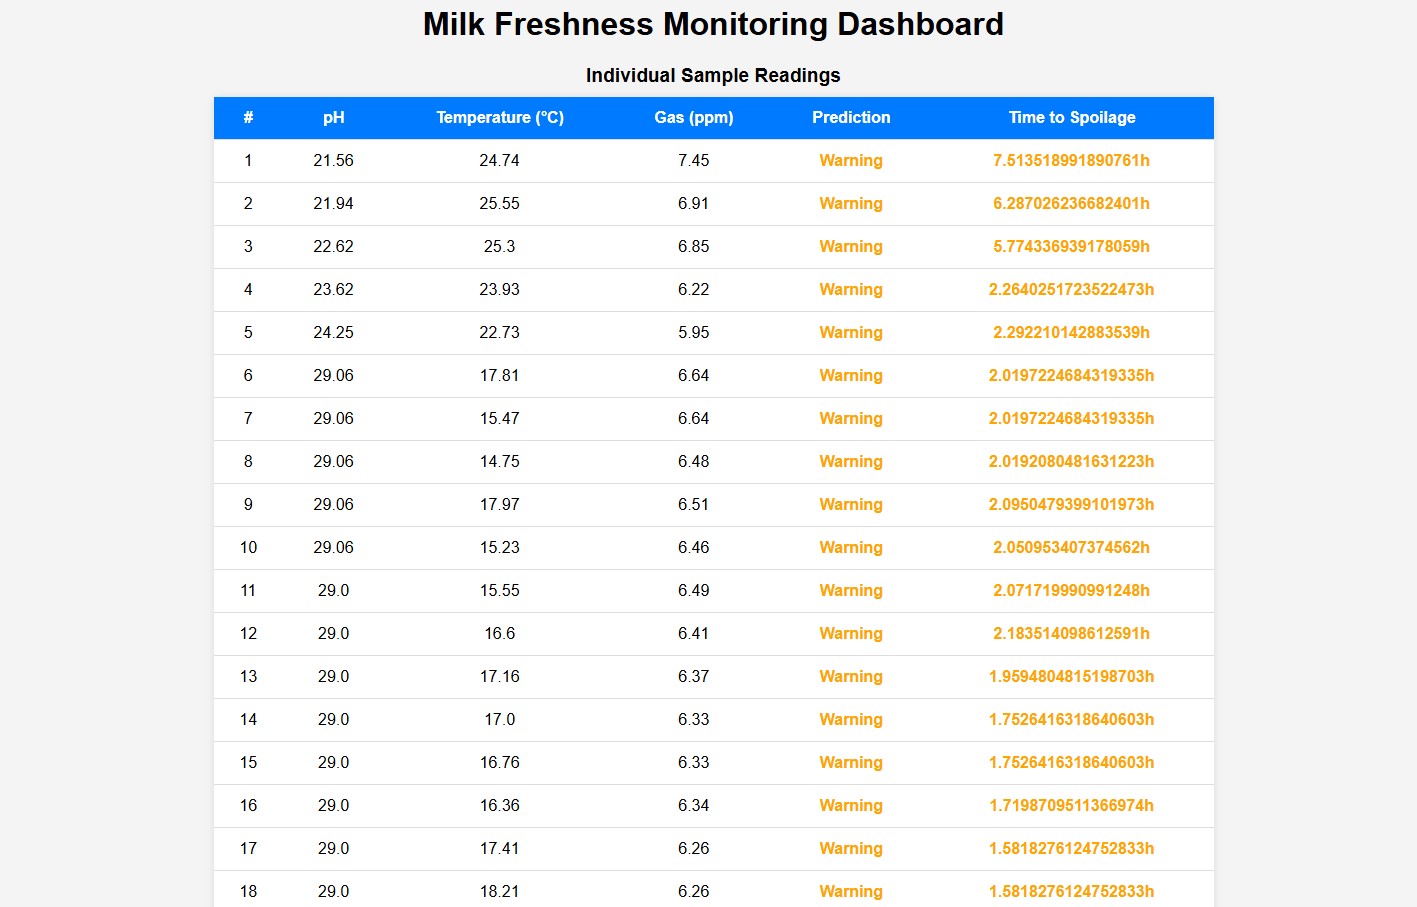 Milk Freshness Monitoring Dashboard
Individual Sample Readings
# pH Temperature (°C) Gas (ppm) Prediction Time to Spoilage
1 21.56 24.74 7.45 Warning 7.513518991890761h
2 21.94 25.55 6.91 Warning 6.287026236682401h
3 22.62 25.3 6.85 Warning 5.774336939178059h
4 23.62 23.93 6.22 Warning 2.2640251723522473h
5 24.25 22.73 5.95 Warning 2.292210142883539h
6 29.06 17.81 6.64 Warning 2.0197224684319335h
7 29.06 15.47 6.64 Warning 2.0197224684319335h
8 29.06 14.75 6.48 Warning 2.0192080481631223h
9 29.06 17.97 6.51 Warning 2.0950479399101973h
10 29.06 15.23 6.46 Warning 2.050953407374562h
11 29.0 15.55 6.49 Warning 2.071719990991248h
12 29.0 16.6 6.41 Warning 2.183514098612591h
13 29.0 17.16 6.37 Warning 1.9594804815198703h
14 29.0 17.0 6.33 Warning 1.7526416318640603h
15 29.0 16.76 6.33 Warning 1.7526416318640603h
16 29.0 16.36 6.34 Warning 1.7198709511366974h
17 29.0 17.41 6.26 Warning 1.5818276124752833h
18 29.0 18.21 6.26 Warning 1.5818276124752833h